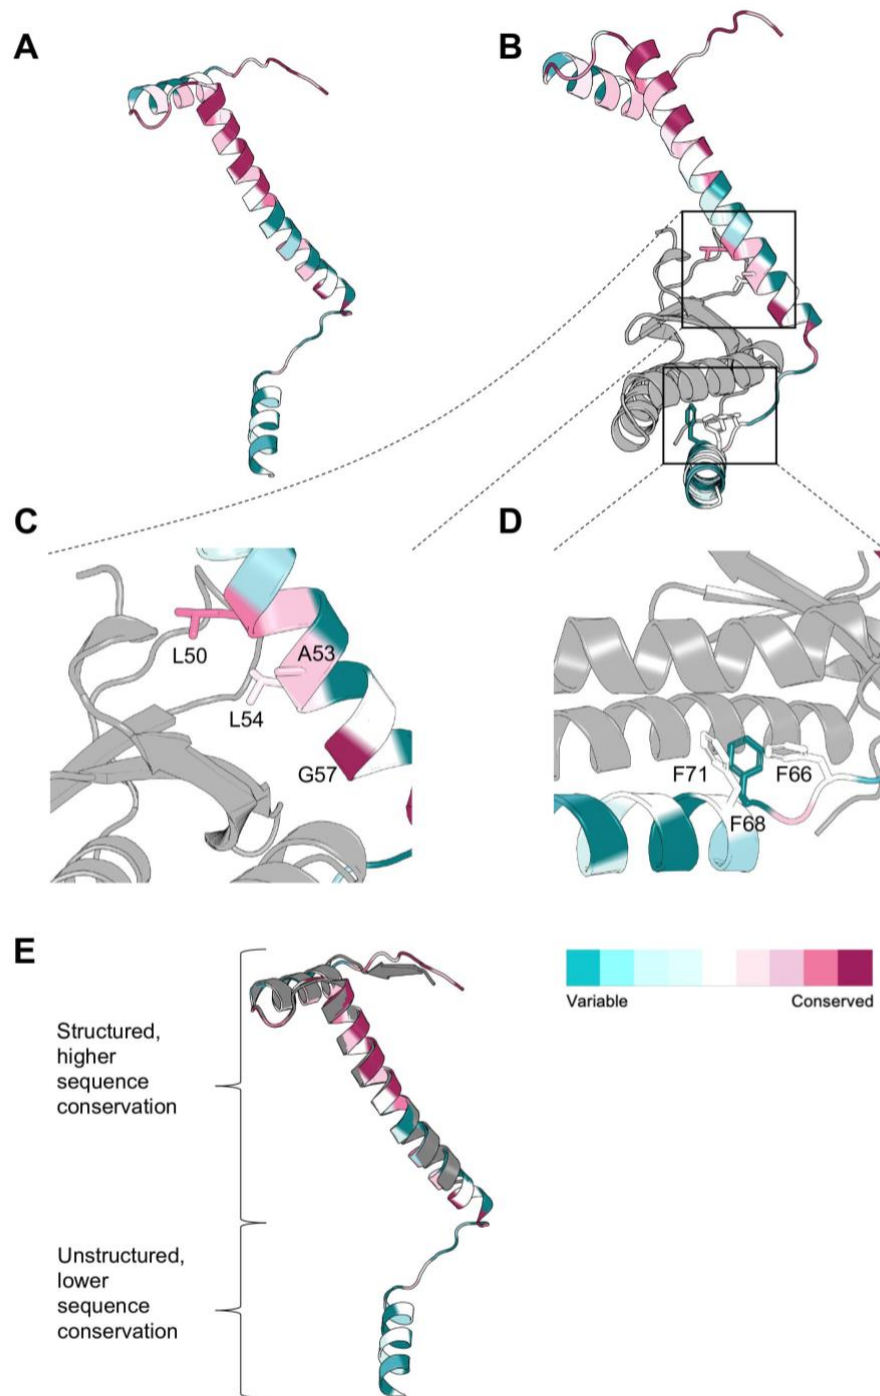 A
B
C
D
L50
A53
L54
G57
F71
F66
F68
E
Variable
Conserved
Structured,
higher
sequence
conservation
Unstructured,
lower
sequence
conservation